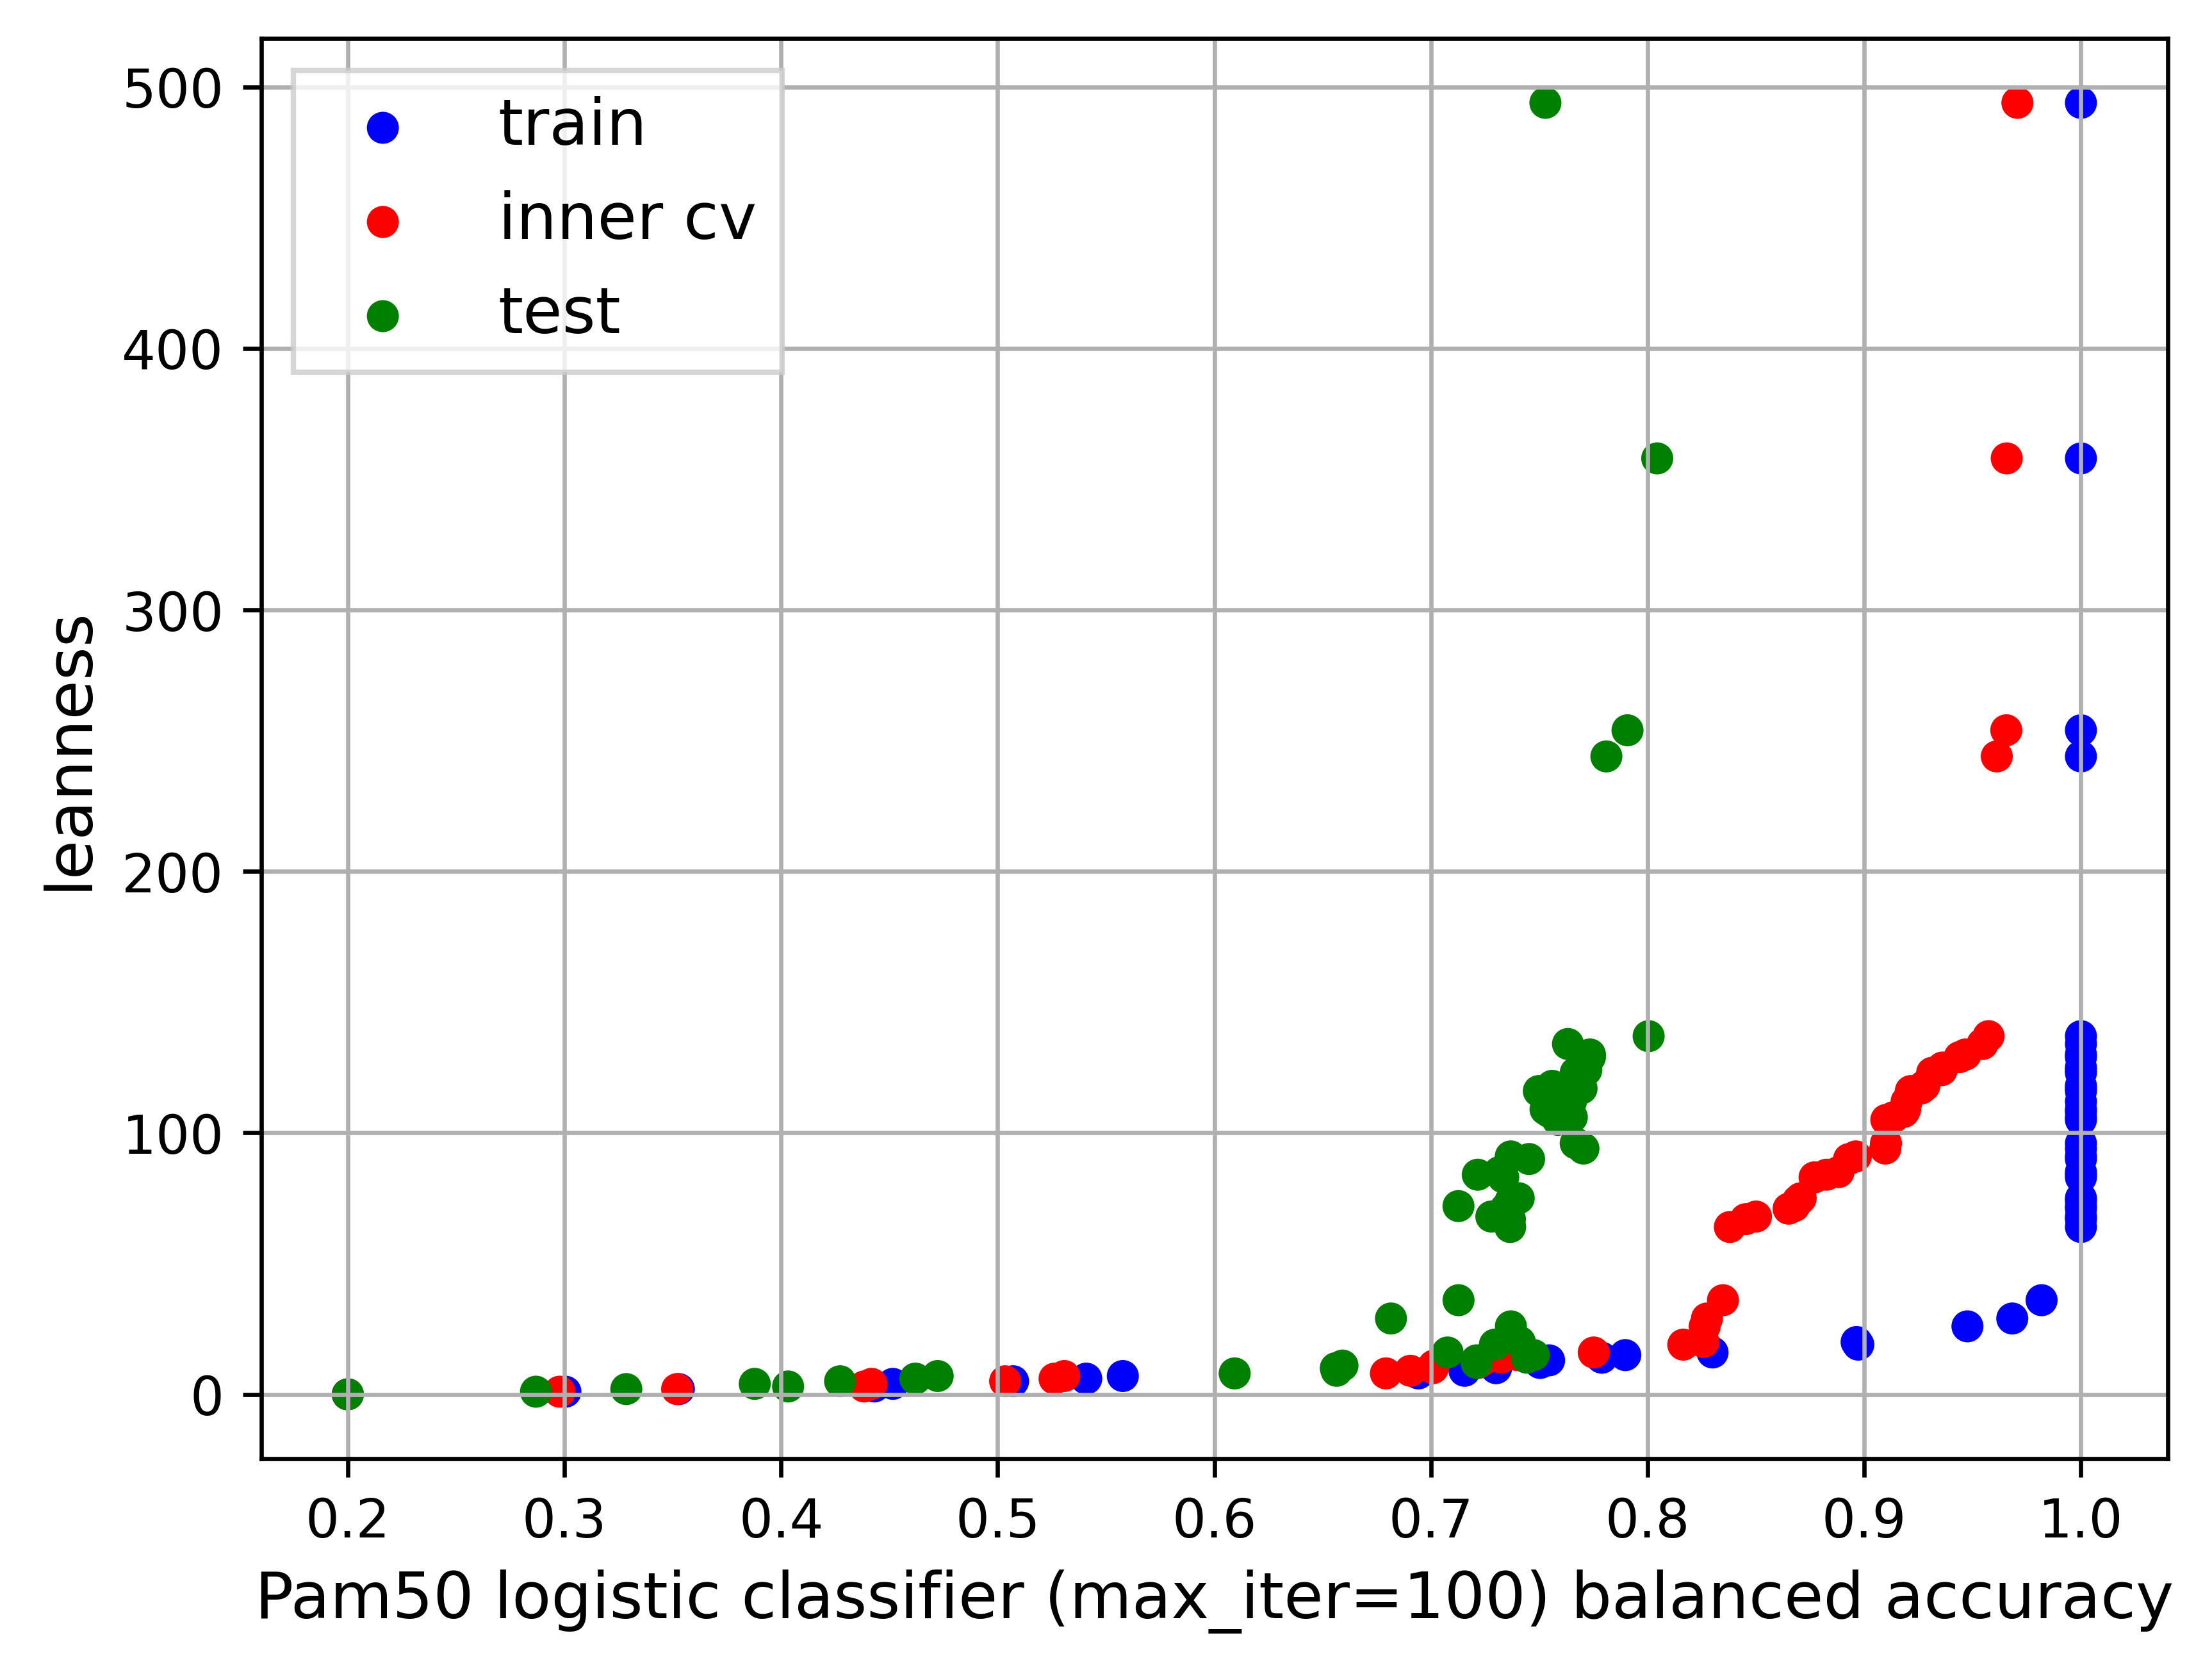 train
inner cv
test
500
400
300
200
100
0
leanness
0.2 0.3 0.4 0.5 0.6 0.7 0.8 0.9 1.0
Pam50 logistic classifier (max_iter=100) balanced accuracy